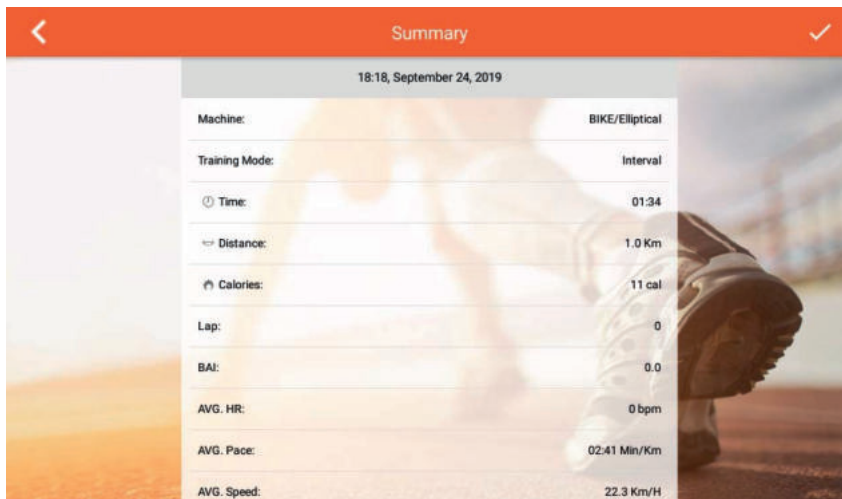 Summary
18:18, September 24, 2019
Machine: BIKE/Elliptical
Training Mode: Interval
Time: 01:34
Distance: 1.0 Km
Calories: 11 cal
Lap: 0
BAI: 0.0
AVG. HR: 0 bpm
AVG. Pace: 02:41 Min/Km
AVG. Speed: 22.3 Km/H